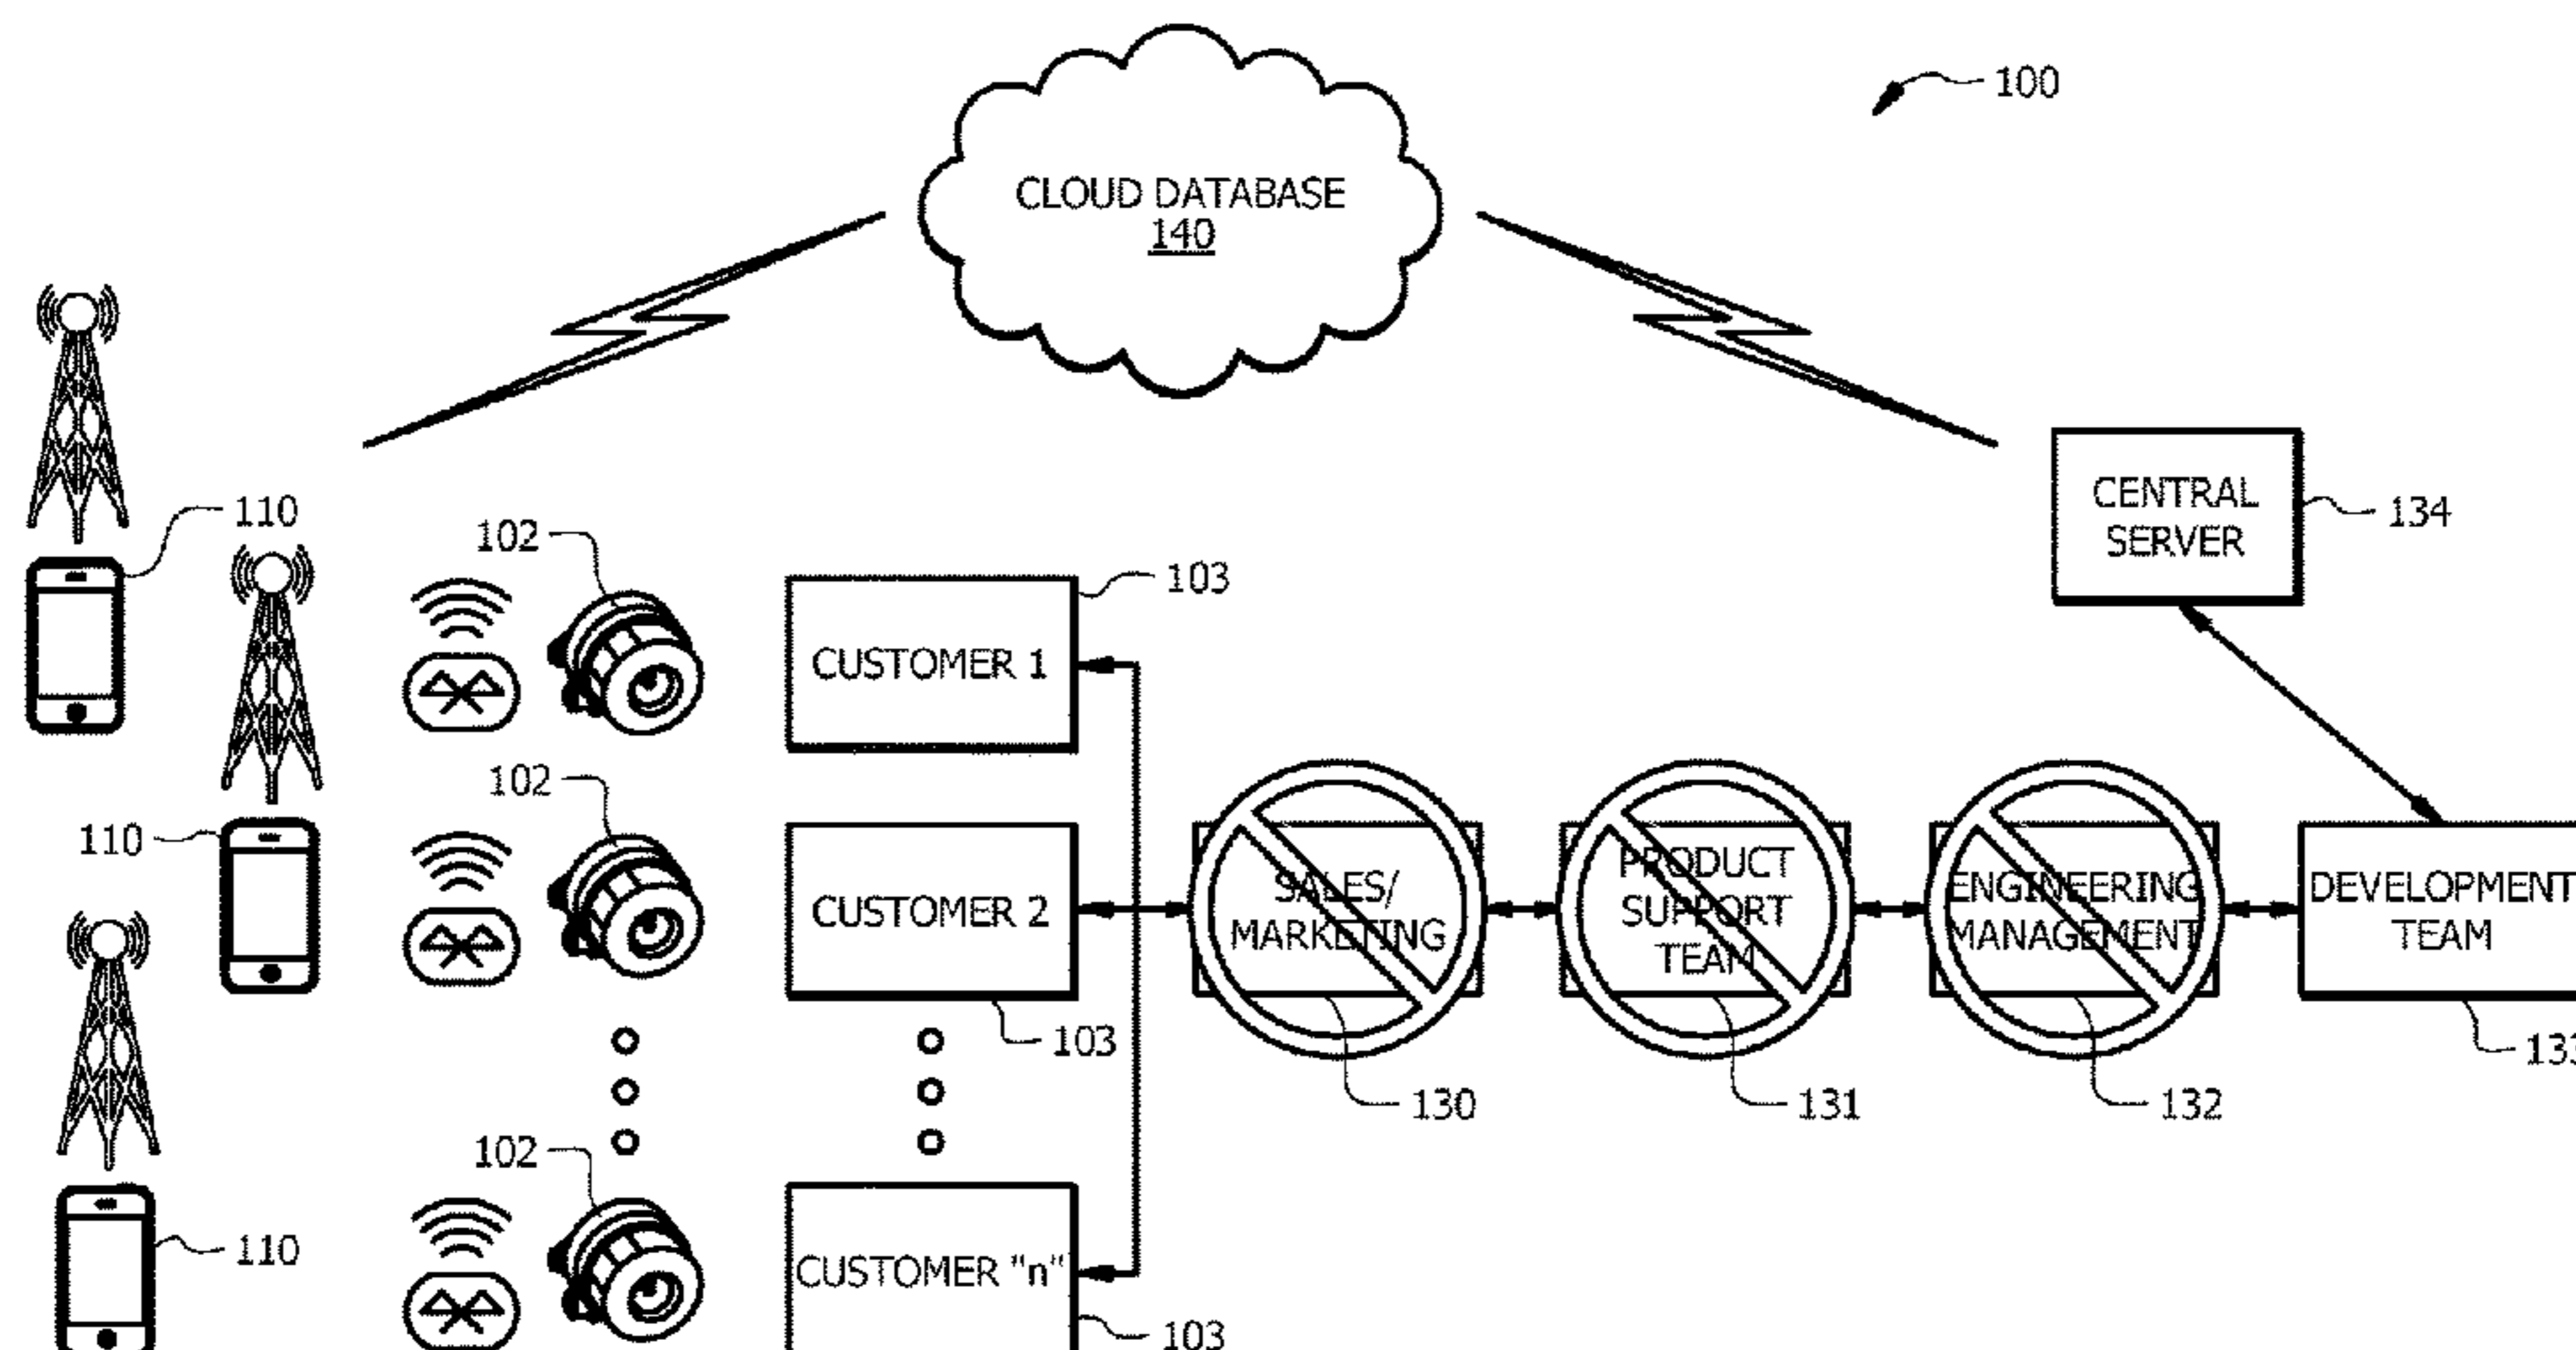 100
CLOUD DATABASE
140
CENTRAL
SERVER
134
110
102
103
CUSTOMER 1
102
110
CUSTOMER 2
103
SALES/
MARKETING
130
PRODUCT
SUPPORT
TEAM
131
ENGINEERING
MANAGEMENT
132
DEVELOPMENT
TEAM
133
102
110
CUSTOMER "n"
103